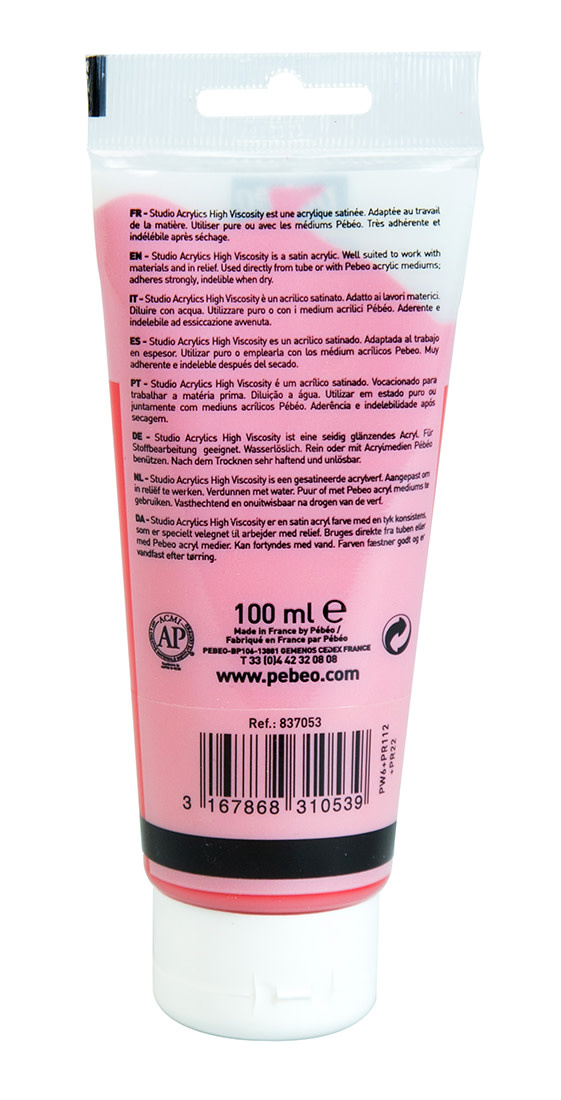 FR - Studio Acrylics High Viscosity est une acrylique satinée. Adaptée au travail
de la matière. Utiliser pure ou avec les médiums Pébéo. Très adhérente et
indélébile après séchage.
EN - Studio Acrylics High Viscosity is a satin acrylic. Well suited to work with
materials and in relief. Used directly from tube or with Pebeo acrylic mediums;
adheres strongly, indelible when dry.
IT - Studio Acrylics High Viscosity è un acrilico satinato. Adatto ai lavori materici.
Diluire con acqua. Utilizzare puro o con i medium acrilici Pébéo. Aderente e
indelebile ad essiccazione avvenuta.
ES - Studio Acrylics High Viscosity es un acrílico satinado. Adaptada al trabajo
en espesor. Utilizar puro o emplearla con los médium acrílicos Pebeo. Muy
adherente e indeleble después del secado.
PT - Studio Acrylics High Viscosity é um acrílico satinado. Vocacionado para
trabalhar a matéria prima. Diluição a água. Utilizar em estado puro ou
juntamente com mediuns acrílicos Pébéo. Aderência e indelebilidade após
secagem.
DE - Studio Acrylics High Viscosity ist eine seidig glänzendes Acryl. Für
Stoffbearbeitung geeignet. Wasserlöslich. Rein oder mit Acrylmedien Pébéo
benützen. Nach dem Trocknen sehr haftend und unlösbar.
NL - Studio Acrylics High Viscosity is een gesatineerde acrylverf. Aangepast om
in reliëf te werken. Verdunnen met water. Puur of met Pebeo acryl mediums te
gebruiken. Vasthechtend en onuitwisbaar na drogen van de verf.
DA - Studio Acrylics High Viscosity er en satin acryl farve med en tyk konsistens,
som er specielt velegnet til arbejder med relief. Bruges direkte fra tuben eller
med Pebeo acryl medier. Kan fortyndes med vand. Farven fæstner godt og er
vandfast efter tørring.
100 ml e
Made in France by Pébéo /
Fabriqué en France par Pébéo
PEBEO-BP106-13881 GEMENOS CEDEX FRANCE
T 33 (0)4 42 32 08 08
www.pebeo.com
ACMI
AP
Ref.: 837053
PW6+PR112
+PR22
3 167868 310539